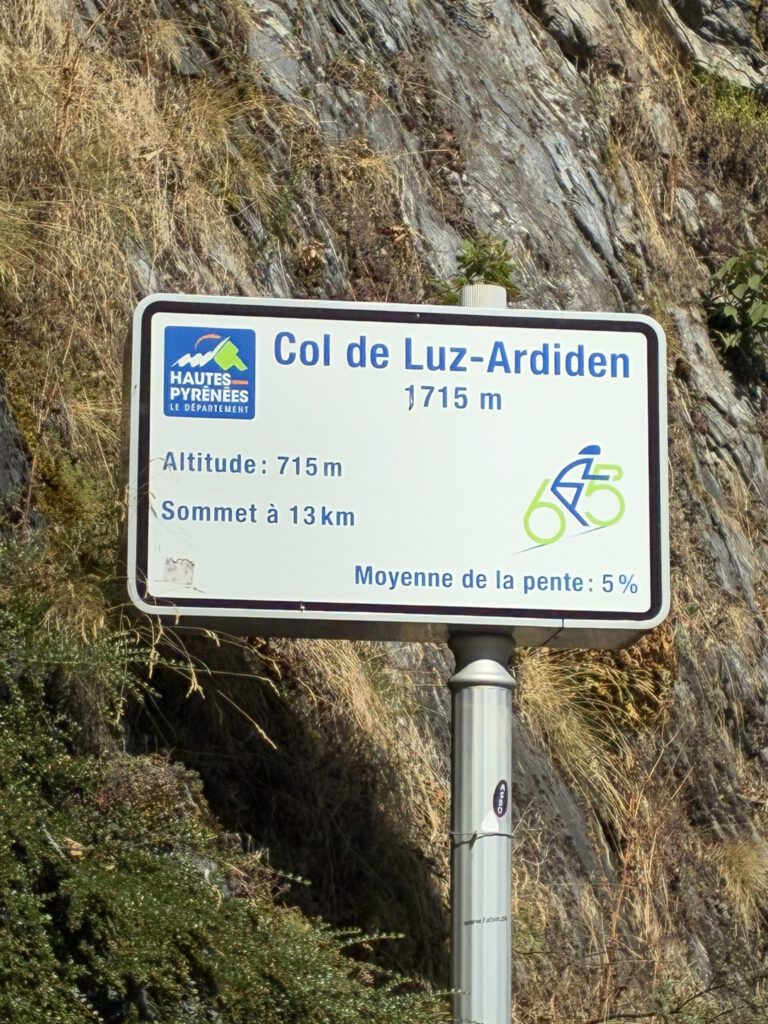 Col de Luz-Ardiden
1715 m
HAUTES
PYRÉNÉES
LE DÉPARTEMENT
Altitude : 715 m
Sommet à 13 km
65
Moyenne de la pente : 5 %